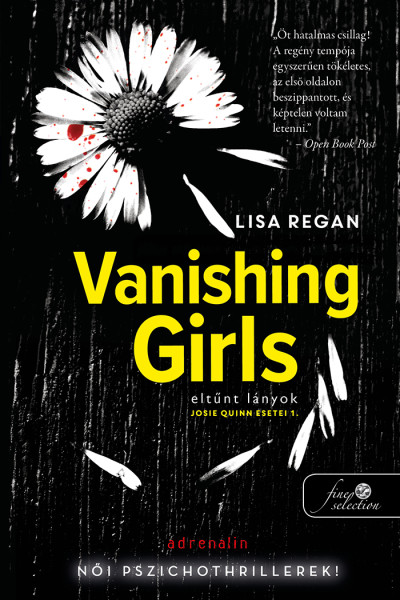 „Öt hatalmas csillag!
A regény tempója
egyszerűen tökéletes,
az első oldalon
beszippantott, és
képtelen voltam
letenni.”
– Open Book Post
LISA REGAN
Vanishing
Girls
eltűnt lányok
JOSIE QUINN ESETEI 1.
fine
selection
adrenalin
NŐI PSZICHOTHRILLEREK!